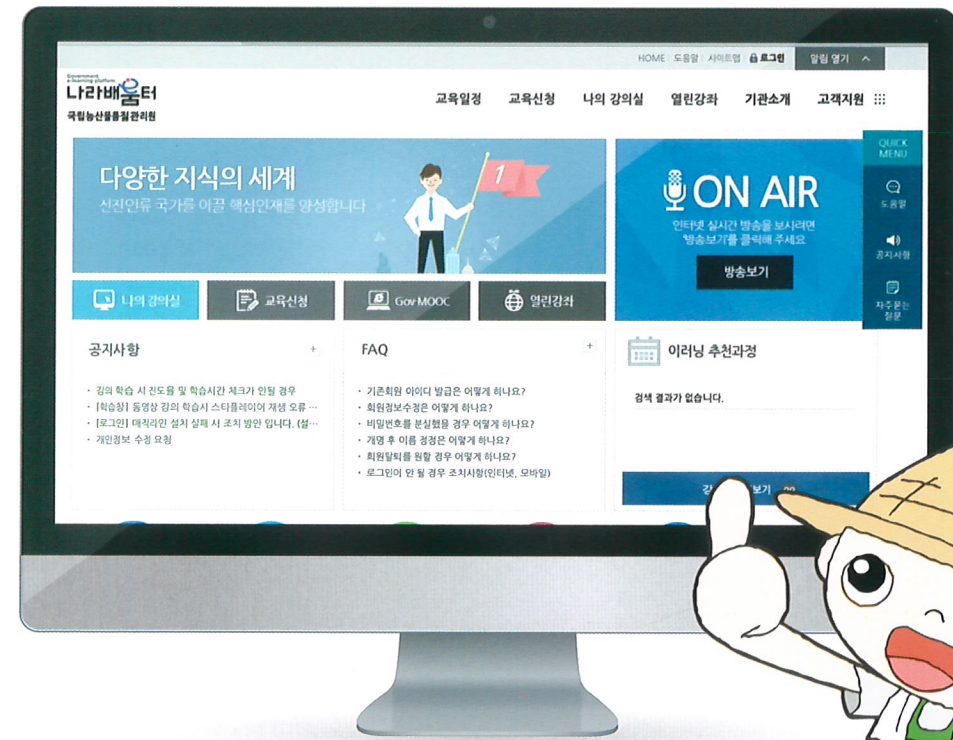 HOME 도움말 사이트맵 로그인 알림 열기
Government
e-learning platform
나라배움터
국립농산물품질관리원
교육일정 교육신청 나의 강의실 열린강좌 기관소개 고객지원
QUICK
MENU
도움말
공지사항
자주묻는
질문
다양한 지식의 세계
선진인류 국가를 이끌 핵심인재를 양성합니다
1
ON AIR
인터넷 실시간 방송을 보시려면
'방송보기'를 클릭해 주세요
방송보기
나의 강의실 교육신청 Gov-MOOC 열린강좌
공지사항 +
· 강의 학습 시 진도율 및 학습시간 체크가 안될 경우
· [학습창] 동영상 강의 학습시 스타플레이어 재생 오류 ···
· [로그인] 매직라인 설치 실패 시 조치 방안 입니다. (설···
· 개인정보 수정 요청
FAQ +
· 기존회원 아이디 발급은 어떻게 하나요?
· 회원정보수정은 어떻게 하나요?
· 비밀번호를 분실했을 경우 어떻게 하나요?
· 개명 후 이름 정정은 어떻게 하나요?
· 회원탈퇴를 원할 경우 어떻게 하나요?
· 로그인이 안 될 경우 조치사항(인터넷, 모바일)
이러닝 추천과정
검색 결과가 없습니다.
보기